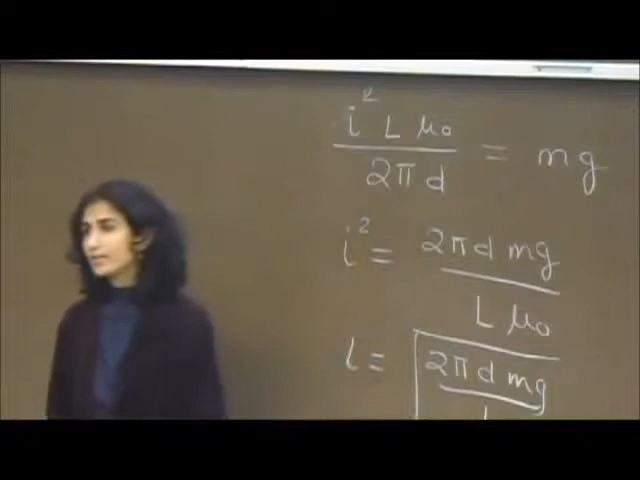 i² L μ₀ / 2π d = mg
i² = 2π d mg / L μ₀
i = √ 2π d mg